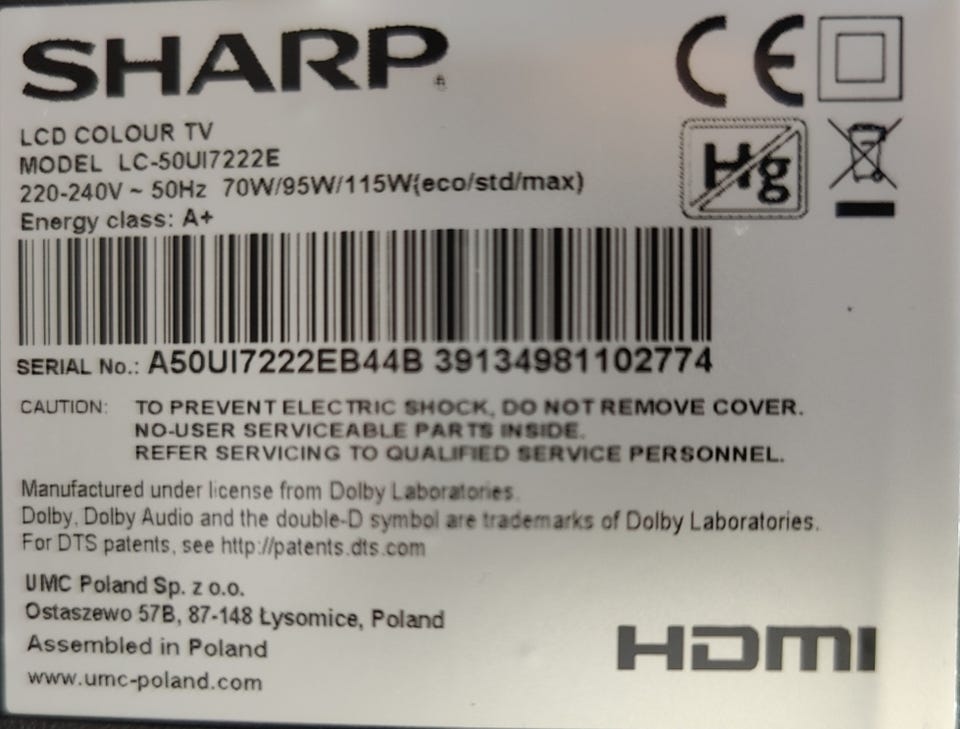 SHARP®
CE
Hg
LCD COLOUR TV
MODEL LC-50UI7222E
220-240V ~ 50Hz 70W/95W/115W(eco/std/max)
Energy class: A+
SERIAL No.: A50UI7222EB44B 39134981102774
CAUTION: TO PREVENT ELECTRIC SHOCK, DO NOT REMOVE COVER.
NO-USER SERVICEABLE PARTS INSIDE.
REFER SERVICING TO QUALIFIED SERVICE PERSONNEL.
Manufactured under license from Dolby Laboratories.
Dolby, Dolby Audio and the double-D symbol are trademarks of Dolby Laboratories.
For DTS patents, see http://patents.dts.com
UMC Poland Sp. z o.o.
Ostaszewo 57B, 87-148 Łysomice, Poland
Assembled in Poland
www.umc-poland.com
HDMI